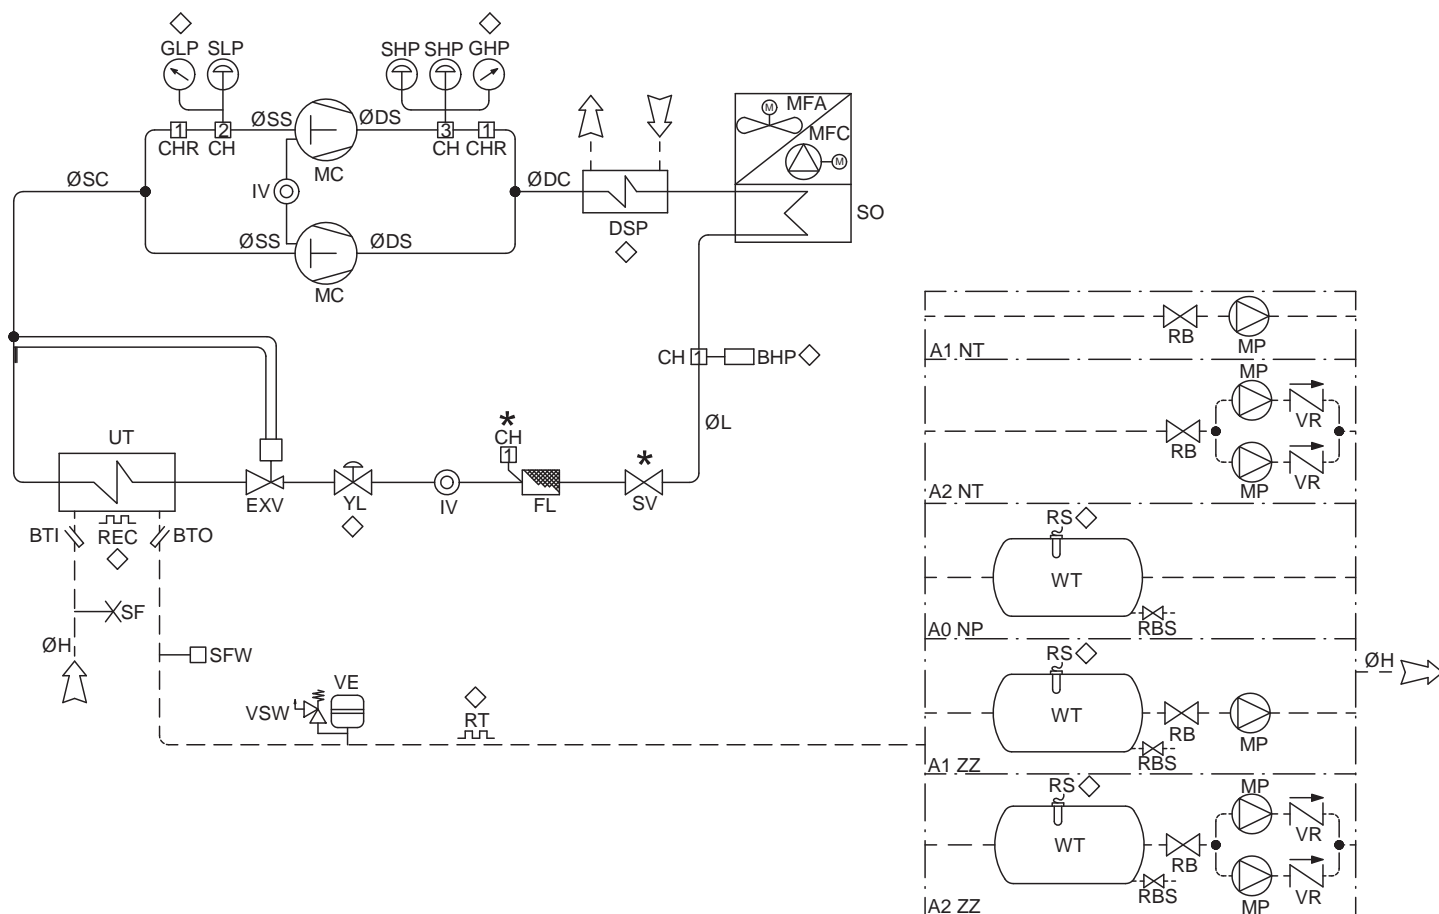 GLP SLP SHP SHP GHP
MFA
M
MFC
M
ØSS ØDS
1 2 3 1
CHR CH CH CHR
MC
ØSC IV ØDC
SO
DSP
ØSS ØDS
MC
A1 NT RB MP
CH 1 BHP
MP
VR
* CH
1
ØL
*
RB
UT
MP
VR
A2 NT
EXV YL IV FL SV
BTI REC BTO
RS
WT
SF
RBS
A0 NP
ØH
SFW
RS
ØH
VE
VSW
RT
WT
RB MP
RBS
A1 ZZ
RS
MP
VR
WT
RB
RBS
MP
VR
A2 ZZ